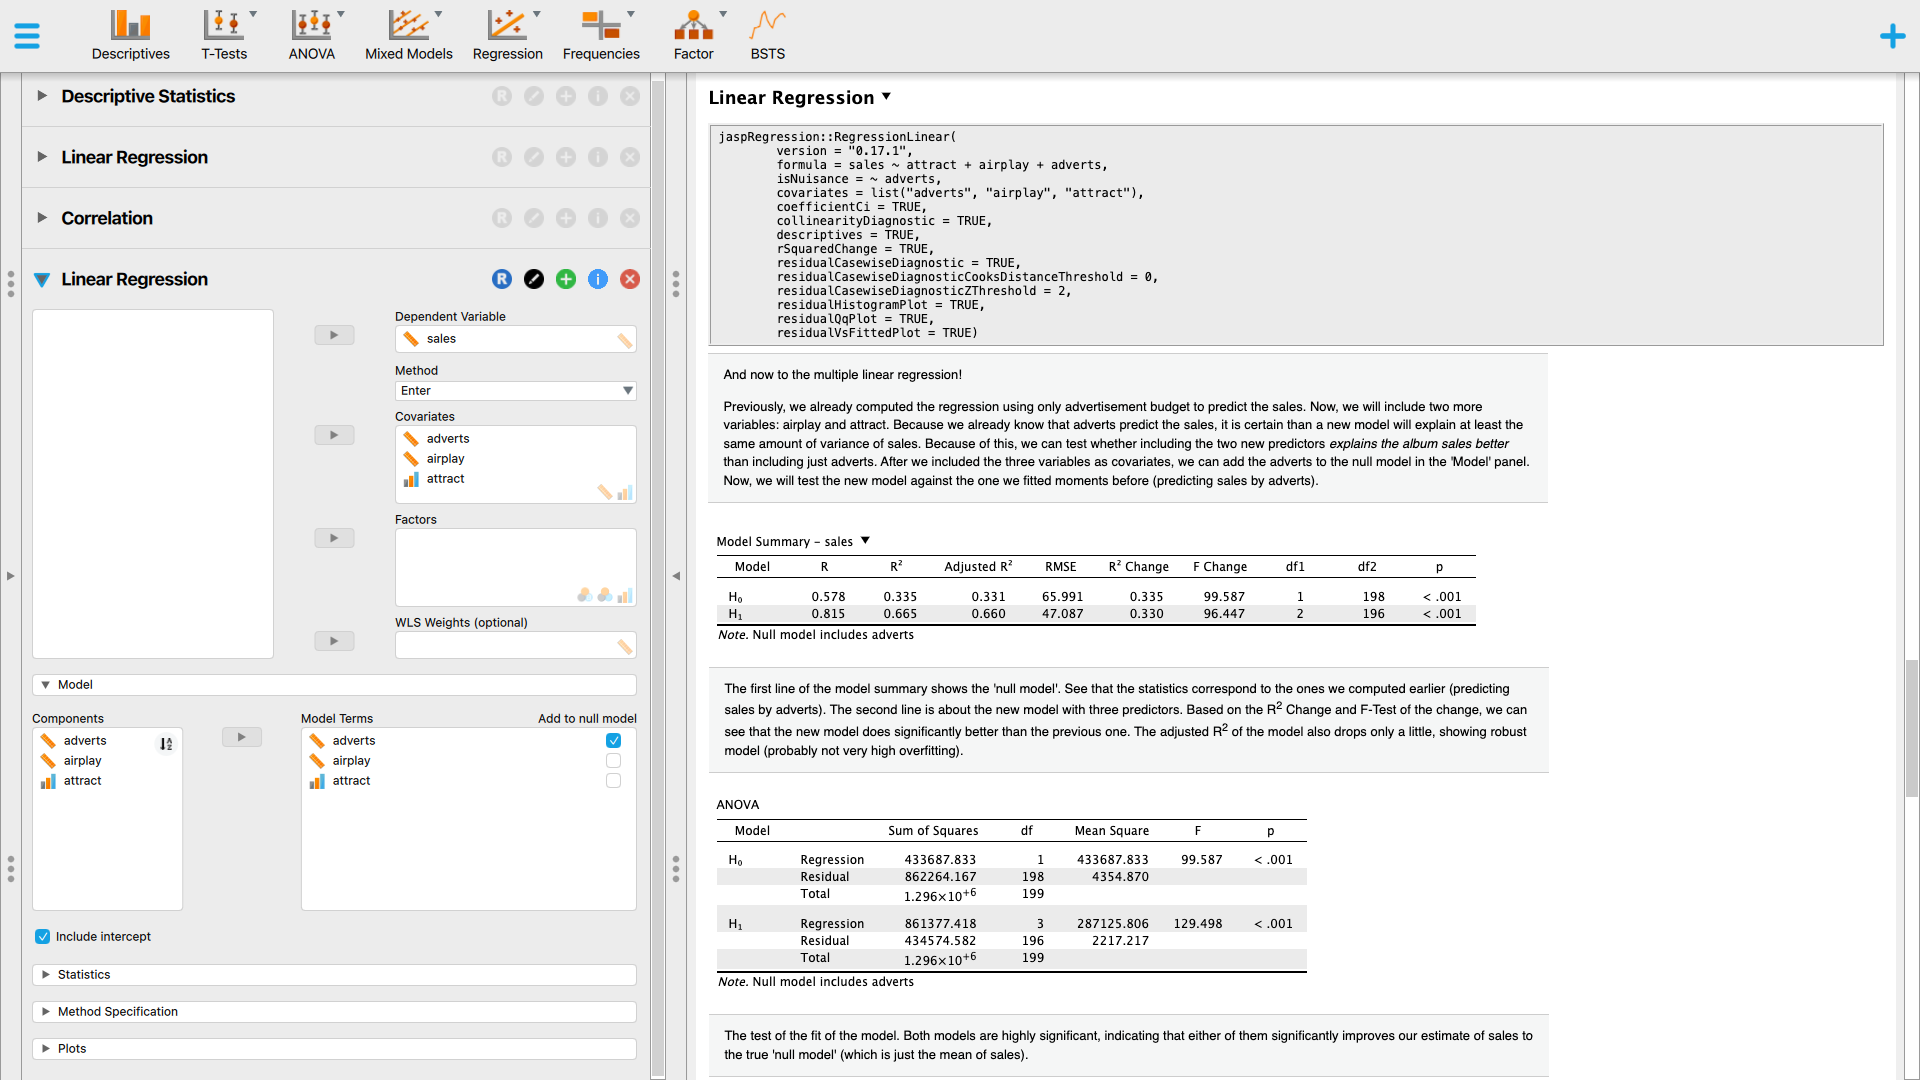 Descriptives
T-Tests
ANOVA
Mixed Models
Regression
Frequencies
Factor
BSTS
Descriptive Statistics
R
i
Linear Regression
R
i
Correlation
R
i
Linear Regression
R
i
Dependent Variable
sales
Method
Enter
Covariates
adverts
airplay
attract
Factors
WLS Weights (optional)
Model
Components
Model Terms
Add to null model
adverts
airplay
attract
adverts
airplay
attract
Include intercept
Statistics
Method Specification
Plots
Linear Regression
jaspRegression::RegressionLinear(
version = "0.17.1",
formula = sales ~ attract + airplay + adverts,
isNuisance = ~ adverts,
covariates = list("adverts", "airplay", "attract"),
coefficientCi = TRUE,
collinearityDiagnostic = TRUE,
descriptives = TRUE,
rSquaredChange = TRUE,
residualCasewiseDiagnostic = TRUE,
residualCasewiseDiagnosticCooksDistanceThreshold = 0,
residualCasewiseDiagnosticZThreshold = 2,
residualHistogramPlot = TRUE,
residualQqPlot = TRUE,
residualVsFittedPlot = TRUE)
And now to the multiple linear regression!
Previously, we already computed the regression using only advertisement budget to predict the sales. Now, we will include two more
variables: airplay and attract. Because we already know that adverts predict the sales, it is certain than a new model will explain at least the
same amount of variance of sales. Because of this, we can test whether including the two new predictors explains the album sales better
than including just adverts. After we included the three variables as covariates, we can add the adverts to the null model in the 'Model' panel.
Now, we will test the new model against the one we fitted moments before (predicting sales by adverts).
Model Summary – sales
Model R R² Adjusted R² RMSE R² Change F Change df1 df2 p
H₀ 0.578 0.335 0.331 65.991 0.335 99.587 1 198 < .001
H₁ 0.815 0.665 0.660 47.087 0.330 96.447 2 196 < .001
Note. Null model includes adverts
The first line of the model summary shows the 'null model'. See that the statistics correspond to the ones we computed earlier (predicting
sales by adverts). The second line is about the new model with three predictors. Based on the R² Change and F-Test of the change, we can
see that the new model does significantly better than the previous one. The adjusted R² of the model also drops only a little, showing robust
model (probably not very high overfitting).
ANOVA
Model Sum of Squares df Mean Square F p
H₀ Regression 433687.833 1 433687.833 99.587 < .001
Residual 862264.167 198 4354.870
Total 1.296×10⁺⁶ 199
H₁ Regression 861377.418 3 287125.806 129.498 < .001
Residual 434574.582 196 2217.217
Total 1.296×10⁺⁶ 199
Note. Null model includes adverts
The test of the fit of the model. Both models are highly significant, indicating that either of them significantly improves our estimate of sales to
the true 'null model' (which is just the mean of sales).